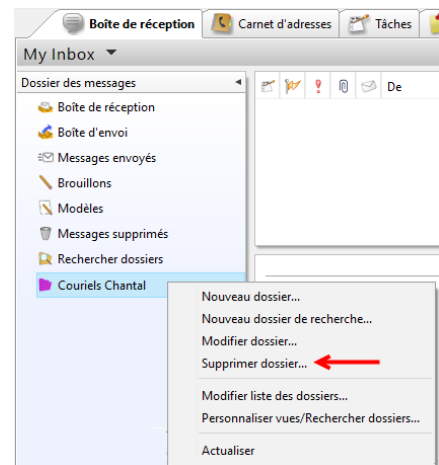 Boîte de réception Carnet d'adresses Tâches
My Inbox
Dossier des messages De
Boîte de réception
Boîte d'envoi
Messages envoyés
Brouillons
Modèles
Messages supprimés
Rechercher dossiers
Couriels Chantal
Nouveau dossier...
Nouveau dossier de recherche...
Modifier dossier...
Supprimer dossier...
Modifier liste des dossiers...
Personnaliser vues/Rechercher dossiers...
Actualiser